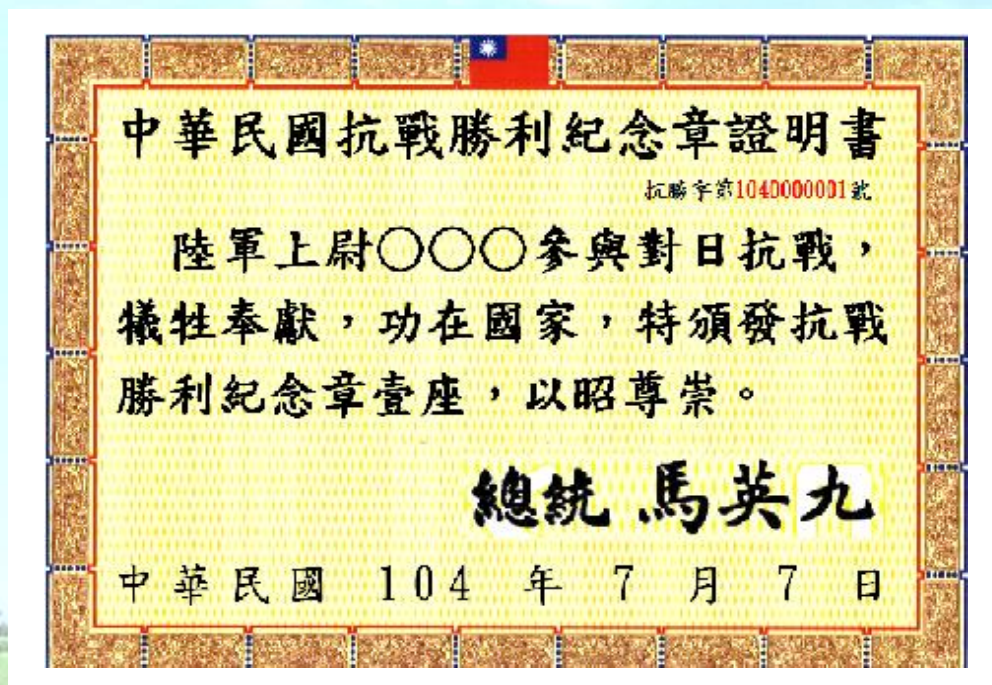 中華民國抗戰勝利紀念章證明書
抗勝字第1040000001號
陸軍上尉○○○參與對日抗戰，
犧牲奉獻，功在國家，特頒發抗戰
勝利紀念章壹座，以昭尊崇。
總統 馬英九
中華民國 104 年 7 月 7 日